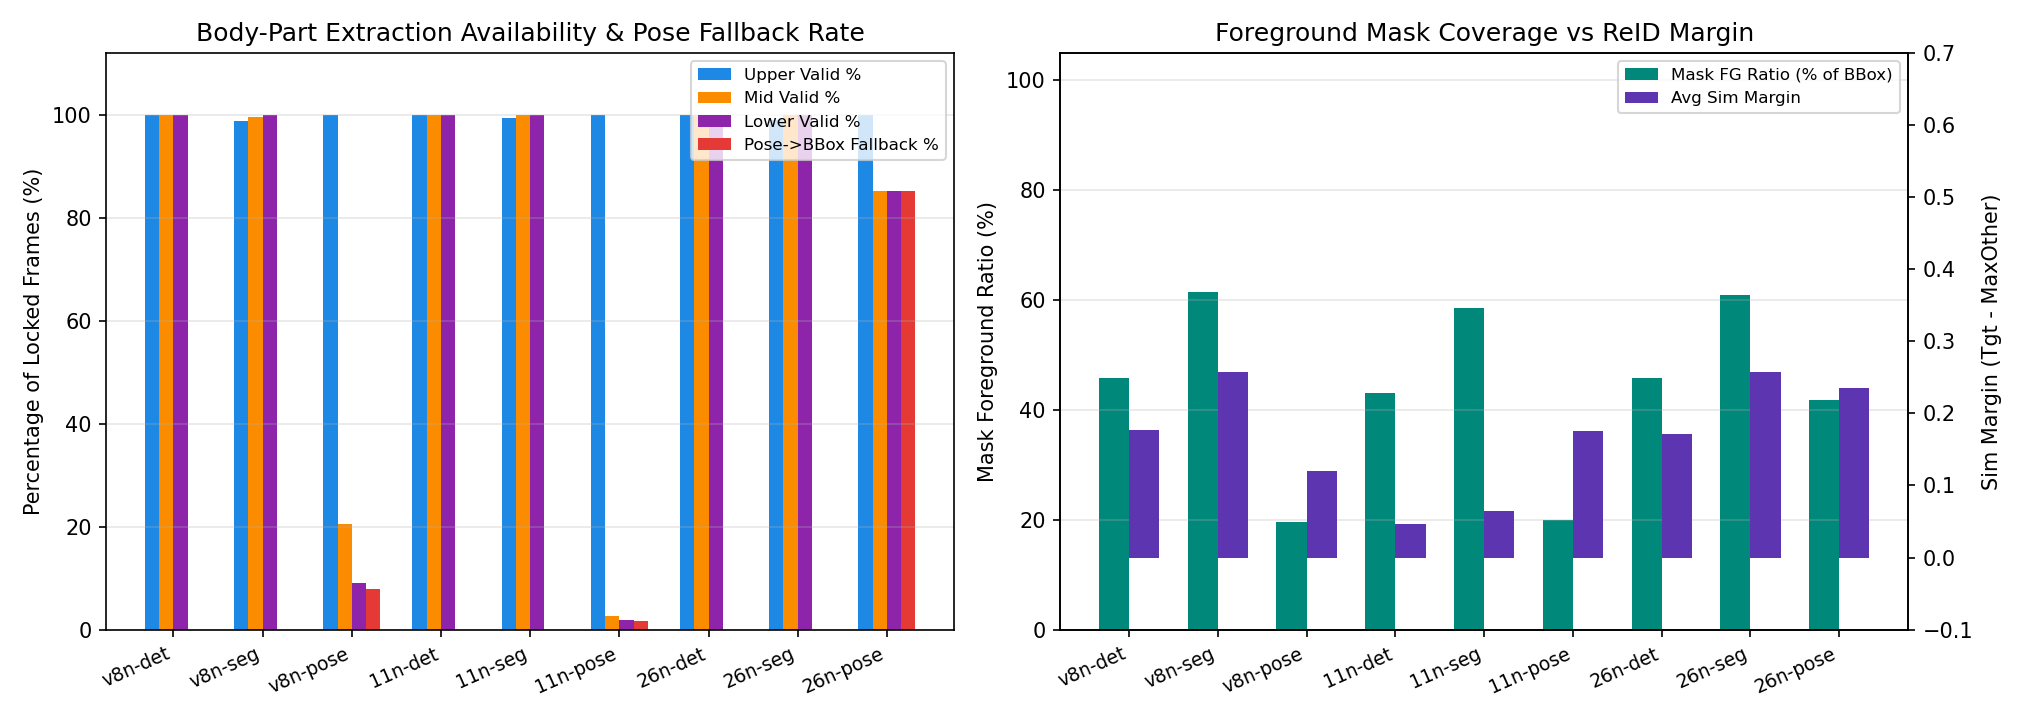 Body-Part Extraction Availability & Pose Fallback Rate
Percentage of Locked Frames (%)
100
80
60
40
20
0
Upper Valid %
Mid Valid %
Lower Valid %
Pose->BBox Fallback %
v8n-det
v8n-seg
v8n-pose
11n-det
11n-seg
11n-pose
26n-det
26n-seg
26n-pose
Foreground Mask Coverage vs ReID Margin
Mask Foreground Ratio (%)
100
80
60
40
20
0
Mask FG Ratio (% of BBox)
Avg Sim Margin
v8n-det
v8n-seg
v8n-pose
11n-det
11n-seg
11n-pose
26n-det
26n-seg
26n-pose
0.7
0.6
0.5
0.4
0.3
0.2
0.1
0.0
−0.1
Sim Margin (Tgt - MaxOther)